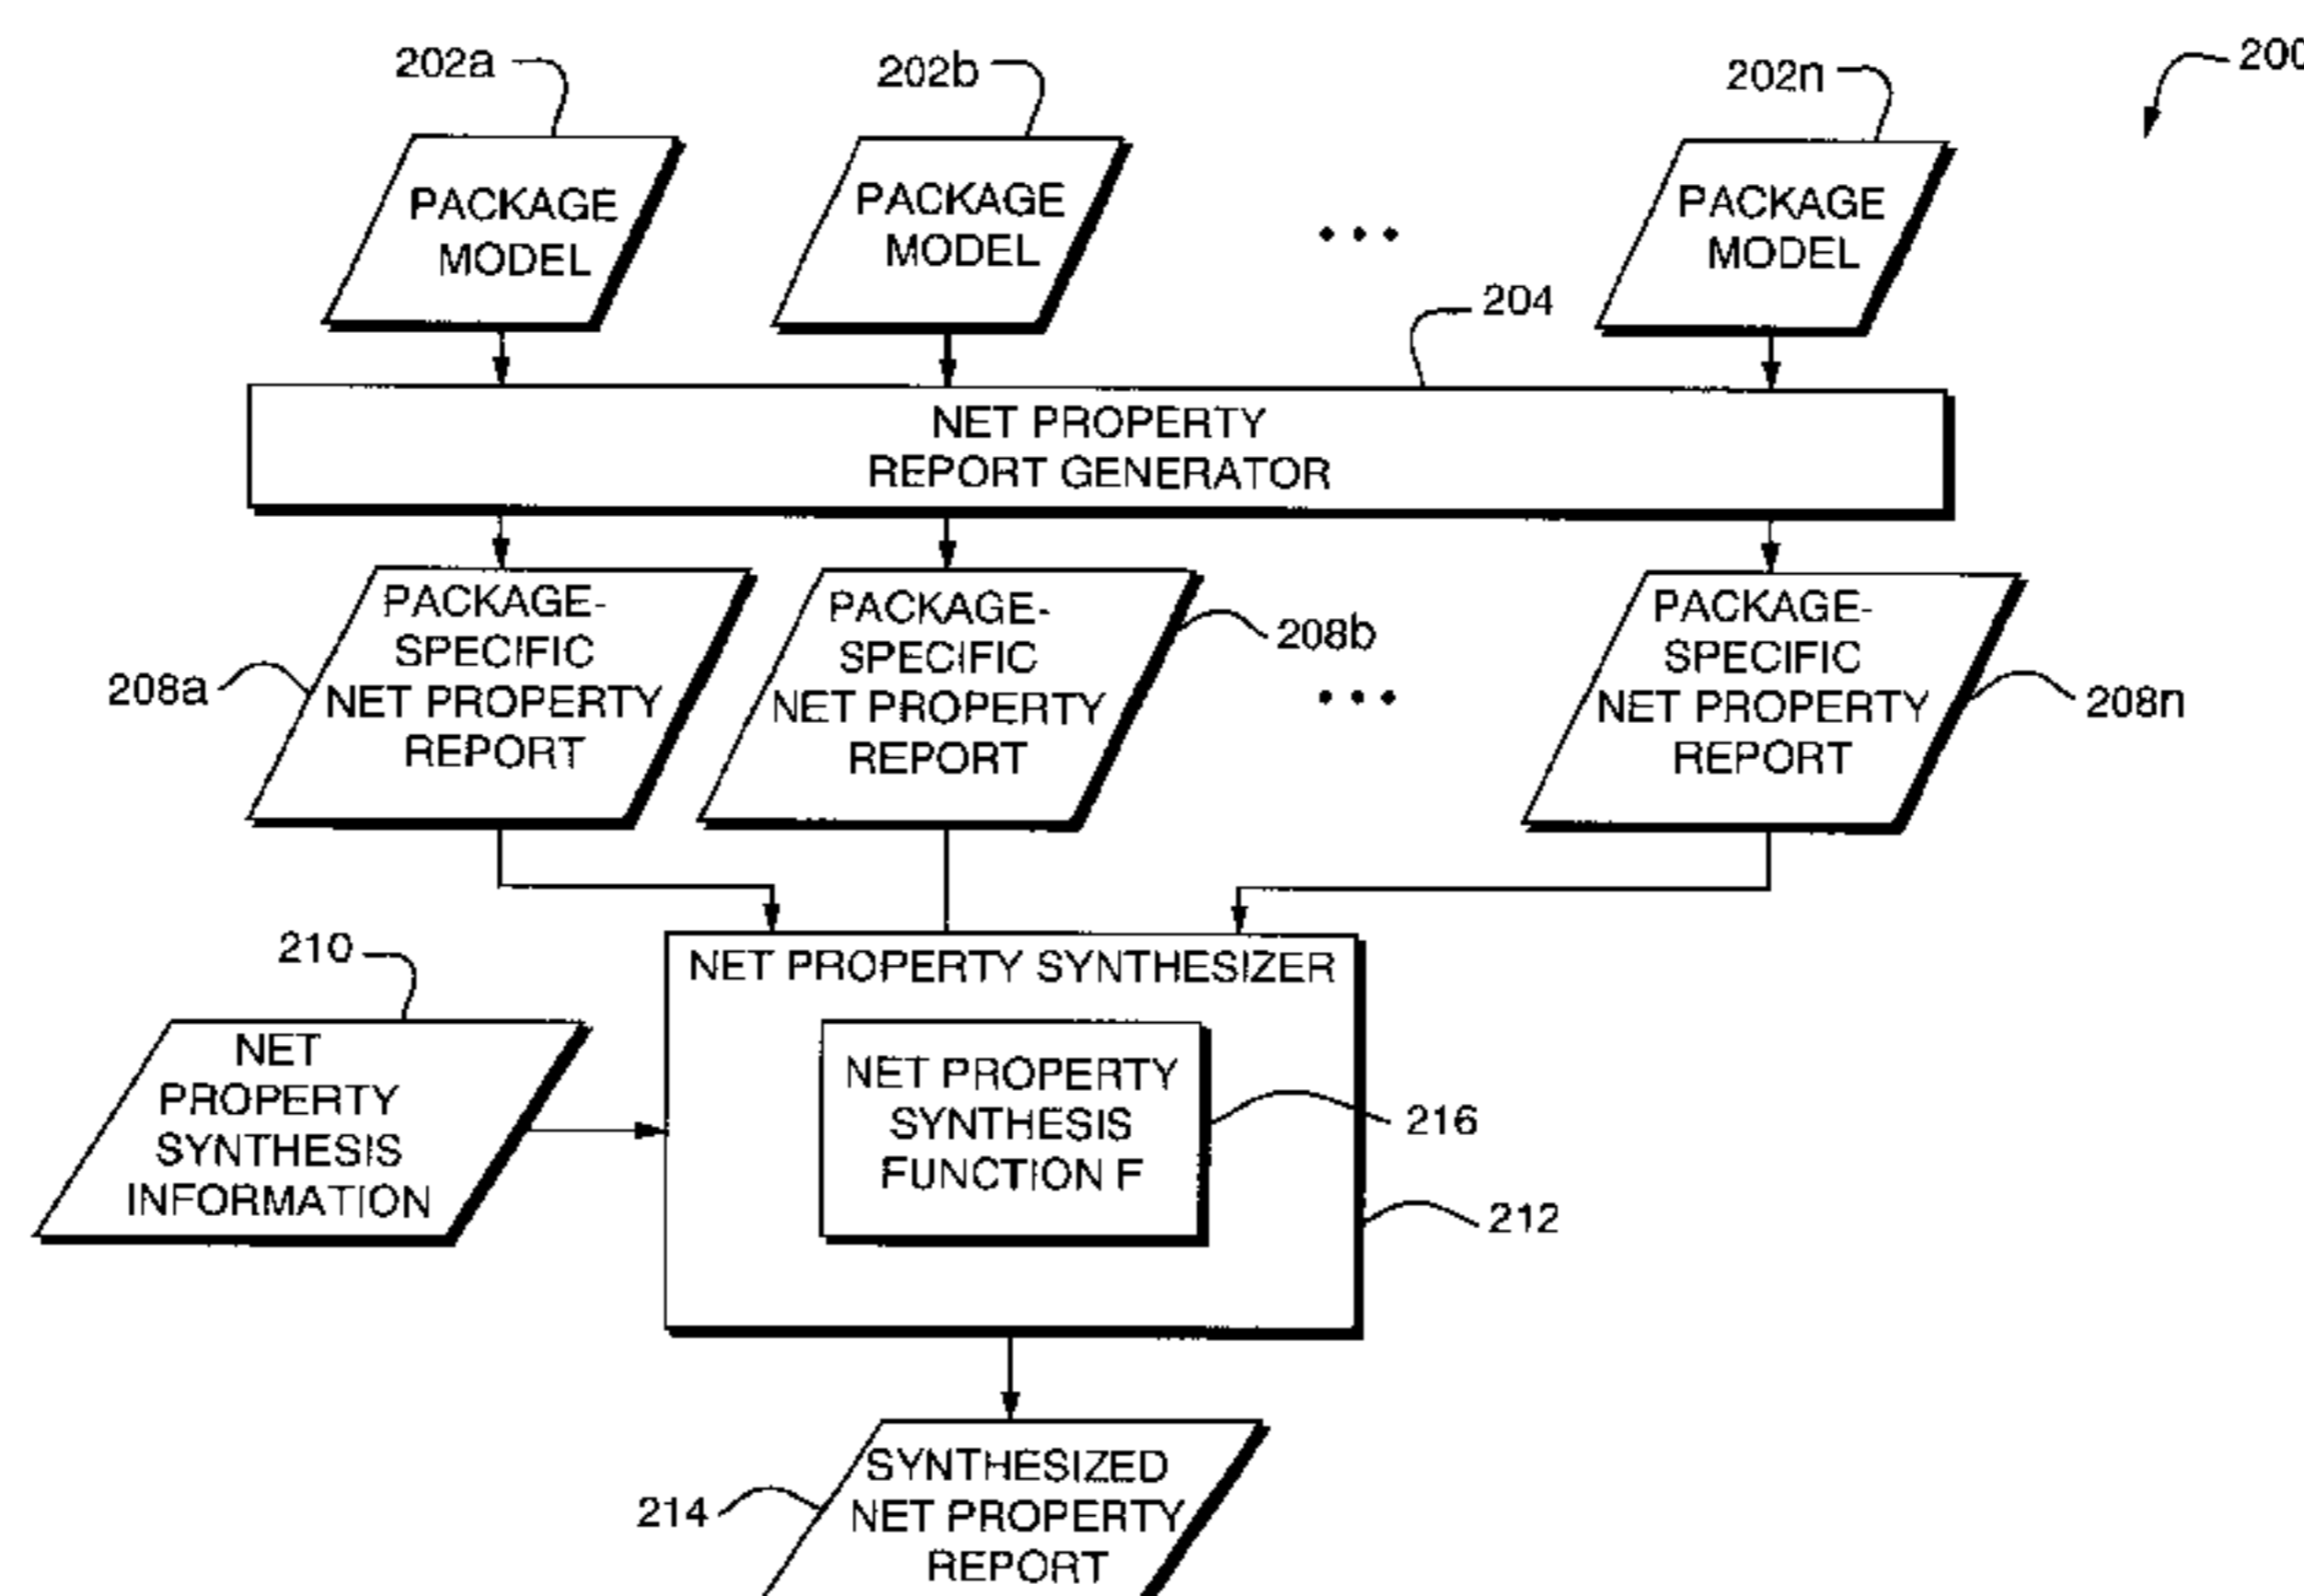 202a
202b
202n
200
PACKAGE
MODEL
PACKAGE
MODEL
• • •
PACKAGE
MODEL
204
NET PROPERTY
REPORT GENERATOR
PACKAGE-
SPECIFIC
NET PROPERTY
REPORT
208a
PACKAGE-
SPECIFIC
NET PROPERTY
REPORT
208b
• • •
PACKAGE-
SPECIFIC
NET PROPERTY
REPORT
208n
210
NET
PROPERTY
SYNTHESIS
INFORMATION
NET PROPERTY SYNTHESIZER
NET PROPERTY
SYNTHESIS
FUNCTION F
216
212
214
SYNTHESIZED
NET PROPERTY
REPORT